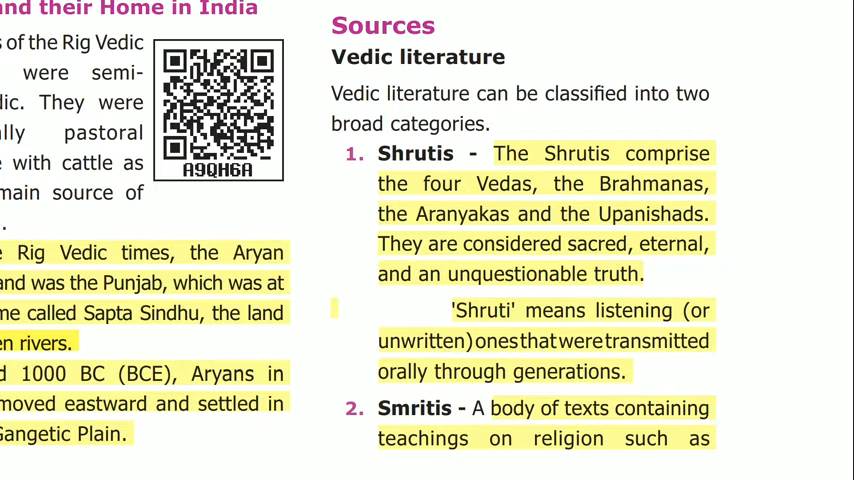 and their Home in India
s of the Rig Vedic
were semi-
dic. They were
ally pastoral
e with cattle as
main source of
.
e Rig Vedic times, the Aryan
and was the Punjab, which was at
me called Sapta Sindhu, the land
en rivers.
d 1000 BC (BCE), Aryans in
moved eastward and settled in
Gangetic Plain.
A9QH6A
Sources
Vedic literature
Vedic literature can be classified into two
broad categories.
1. Shrutis - The Shrutis comprise
the four Vedas, the Brahmanas,
the Aranyakas and the Upanishads.
They are considered sacred, eternal,
and an unquestionable truth.
'Shruti' means listening (or
unwritten) ones that were transmitted
orally through generations.
2. Smritis - A body of texts containing
teachings on religion such as